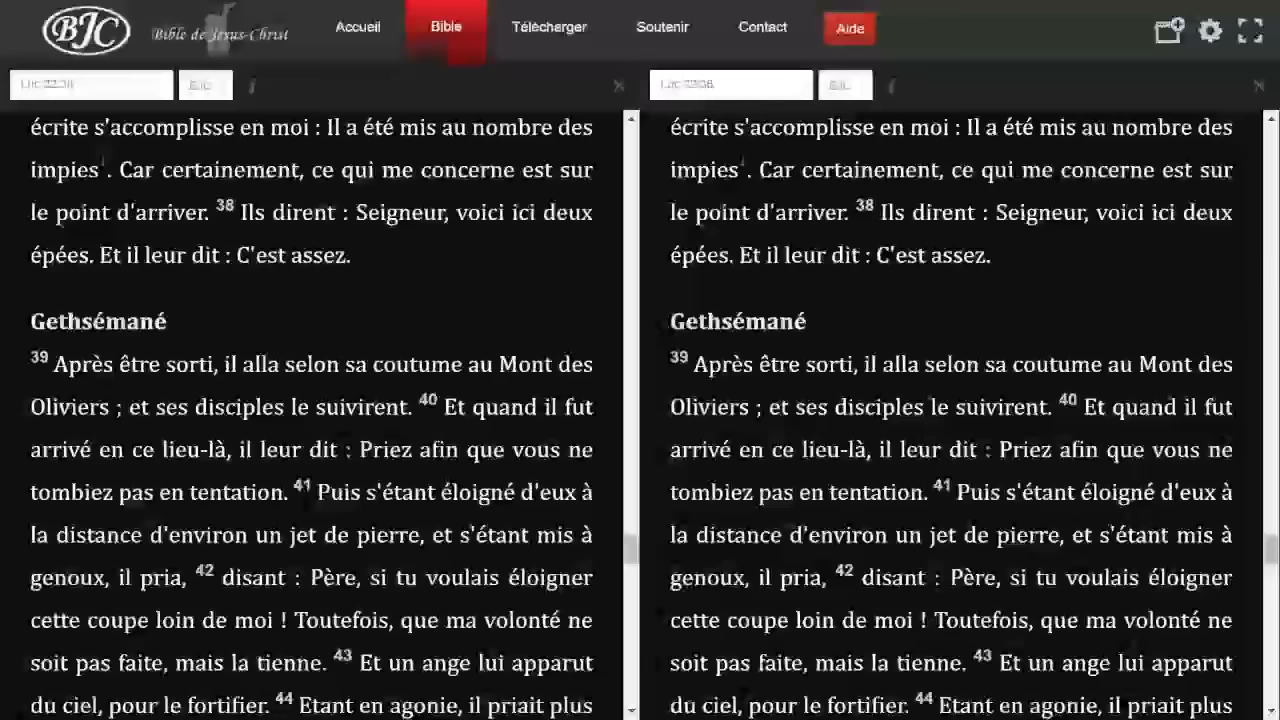 BJC
Bible de Jésus-Christ
Accueil
Bible
Télécharger
Soutenir
Contact
Aide
écrite s'accomplisse en moi : Il a été mis au nombre des
impies. Car certainement, ce qui me concerne est sur
le point d'arriver. 38 Ils dirent : Seigneur, voici ici deux
épées. Et il leur dit : C'est assez.
Gethsémané
39 Après être sorti, il alla selon sa coutume au Mont des
Oliviers ; et ses disciples le suivirent. 40 Et quand il fut
arrivé en ce lieu-là, il leur dit : Priez afin que vous ne
tombiez pas en tentation. 41 Puis s'étant éloigné d'eux à
la distance d'environ un jet de pierre, et s'étant mis à
genoux, il pria, 42 disant : Père, si tu voulais éloigner
cette coupe loin de moi ! Toutefois, que ma volonté ne
soit pas faite, mais la tienne. 43 Et un ange lui apparut
du ciel, pour le fortifier. 44 Etant en agonie, il priait plus
écrite s'accomplisse en moi : Il a été mis au nombre des
impies. Car certainement, ce qui me concerne est sur
le point d'arriver. 38 Ils dirent : Seigneur, voici ici deux
épées. Et il leur dit : C'est assez.
Gethsémané
39 Après être sorti, il alla selon sa coutume au Mont des
Oliviers ; et ses disciples le suivirent. 40 Et quand il fut
arrivé en ce lieu-là, il leur dit : Priez afin que vous ne
tombiez pas en tentation. 41 Puis s'étant éloigné d'eux à
la distance d'environ un jet de pierre, et s'étant mis à
genoux, il pria, 42 disant : Père, si tu voulais éloigner
cette coupe loin de moi ! Toutefois, que ma volonté ne
soit pas faite, mais la tienne. 43 Et un ange lui apparut
du ciel, pour le fortifier. 44 Etant en agonie, il priait plus